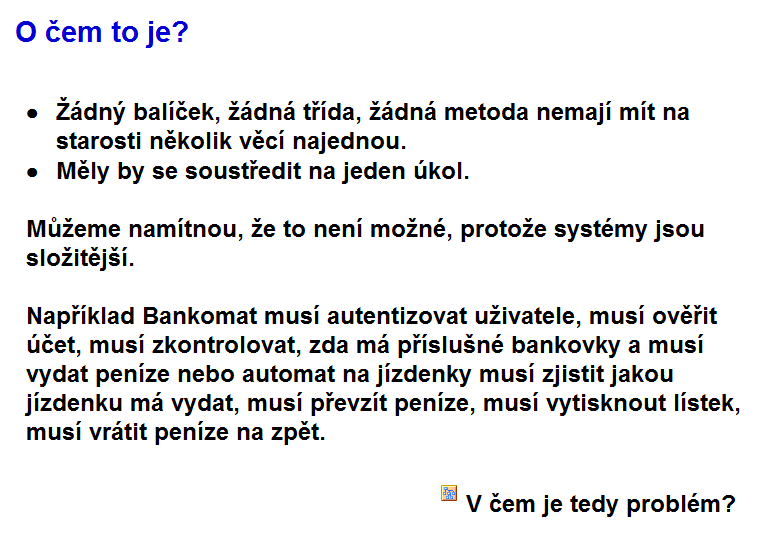 O čem to je?
• Žádný balíček, žádná třída, žádná metoda nemají mít na
starosti několik věcí najednou.
• Měly by se soustředit na jeden úkol.
Můžeme namítnou, že to není možné, protože systémy jsou
složitější.
Například Bankomat musí autentizovat uživatele, musí ověřit
účet, musí zkontrolovat, zda má příslušné bankovky a musí
vydat peníze nebo automat na jízdenky musí zjistit jakou
jízdenku má vydat, musí převzít peníze, musí vytisknout lístek,
musí vrátit peníze na zpět.
V čem je tedy problém?